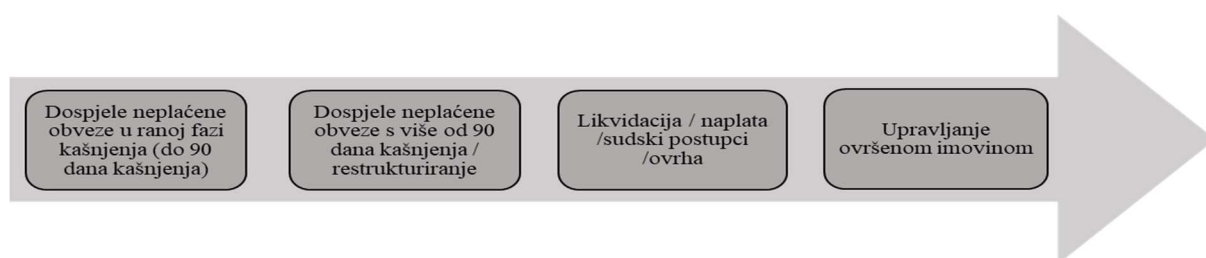 Dospjele neplaćene
obveze u ranoj fazi
kašnjenja (do 90
dana kašnjenja)
Dospjele neplaćene
obveze s više od 90
dana kašnjenja /
restrukturiranje
Likvidacija / naplata
/sudski postupci
/ovrha
Upravljanje
ovršenom imovinom